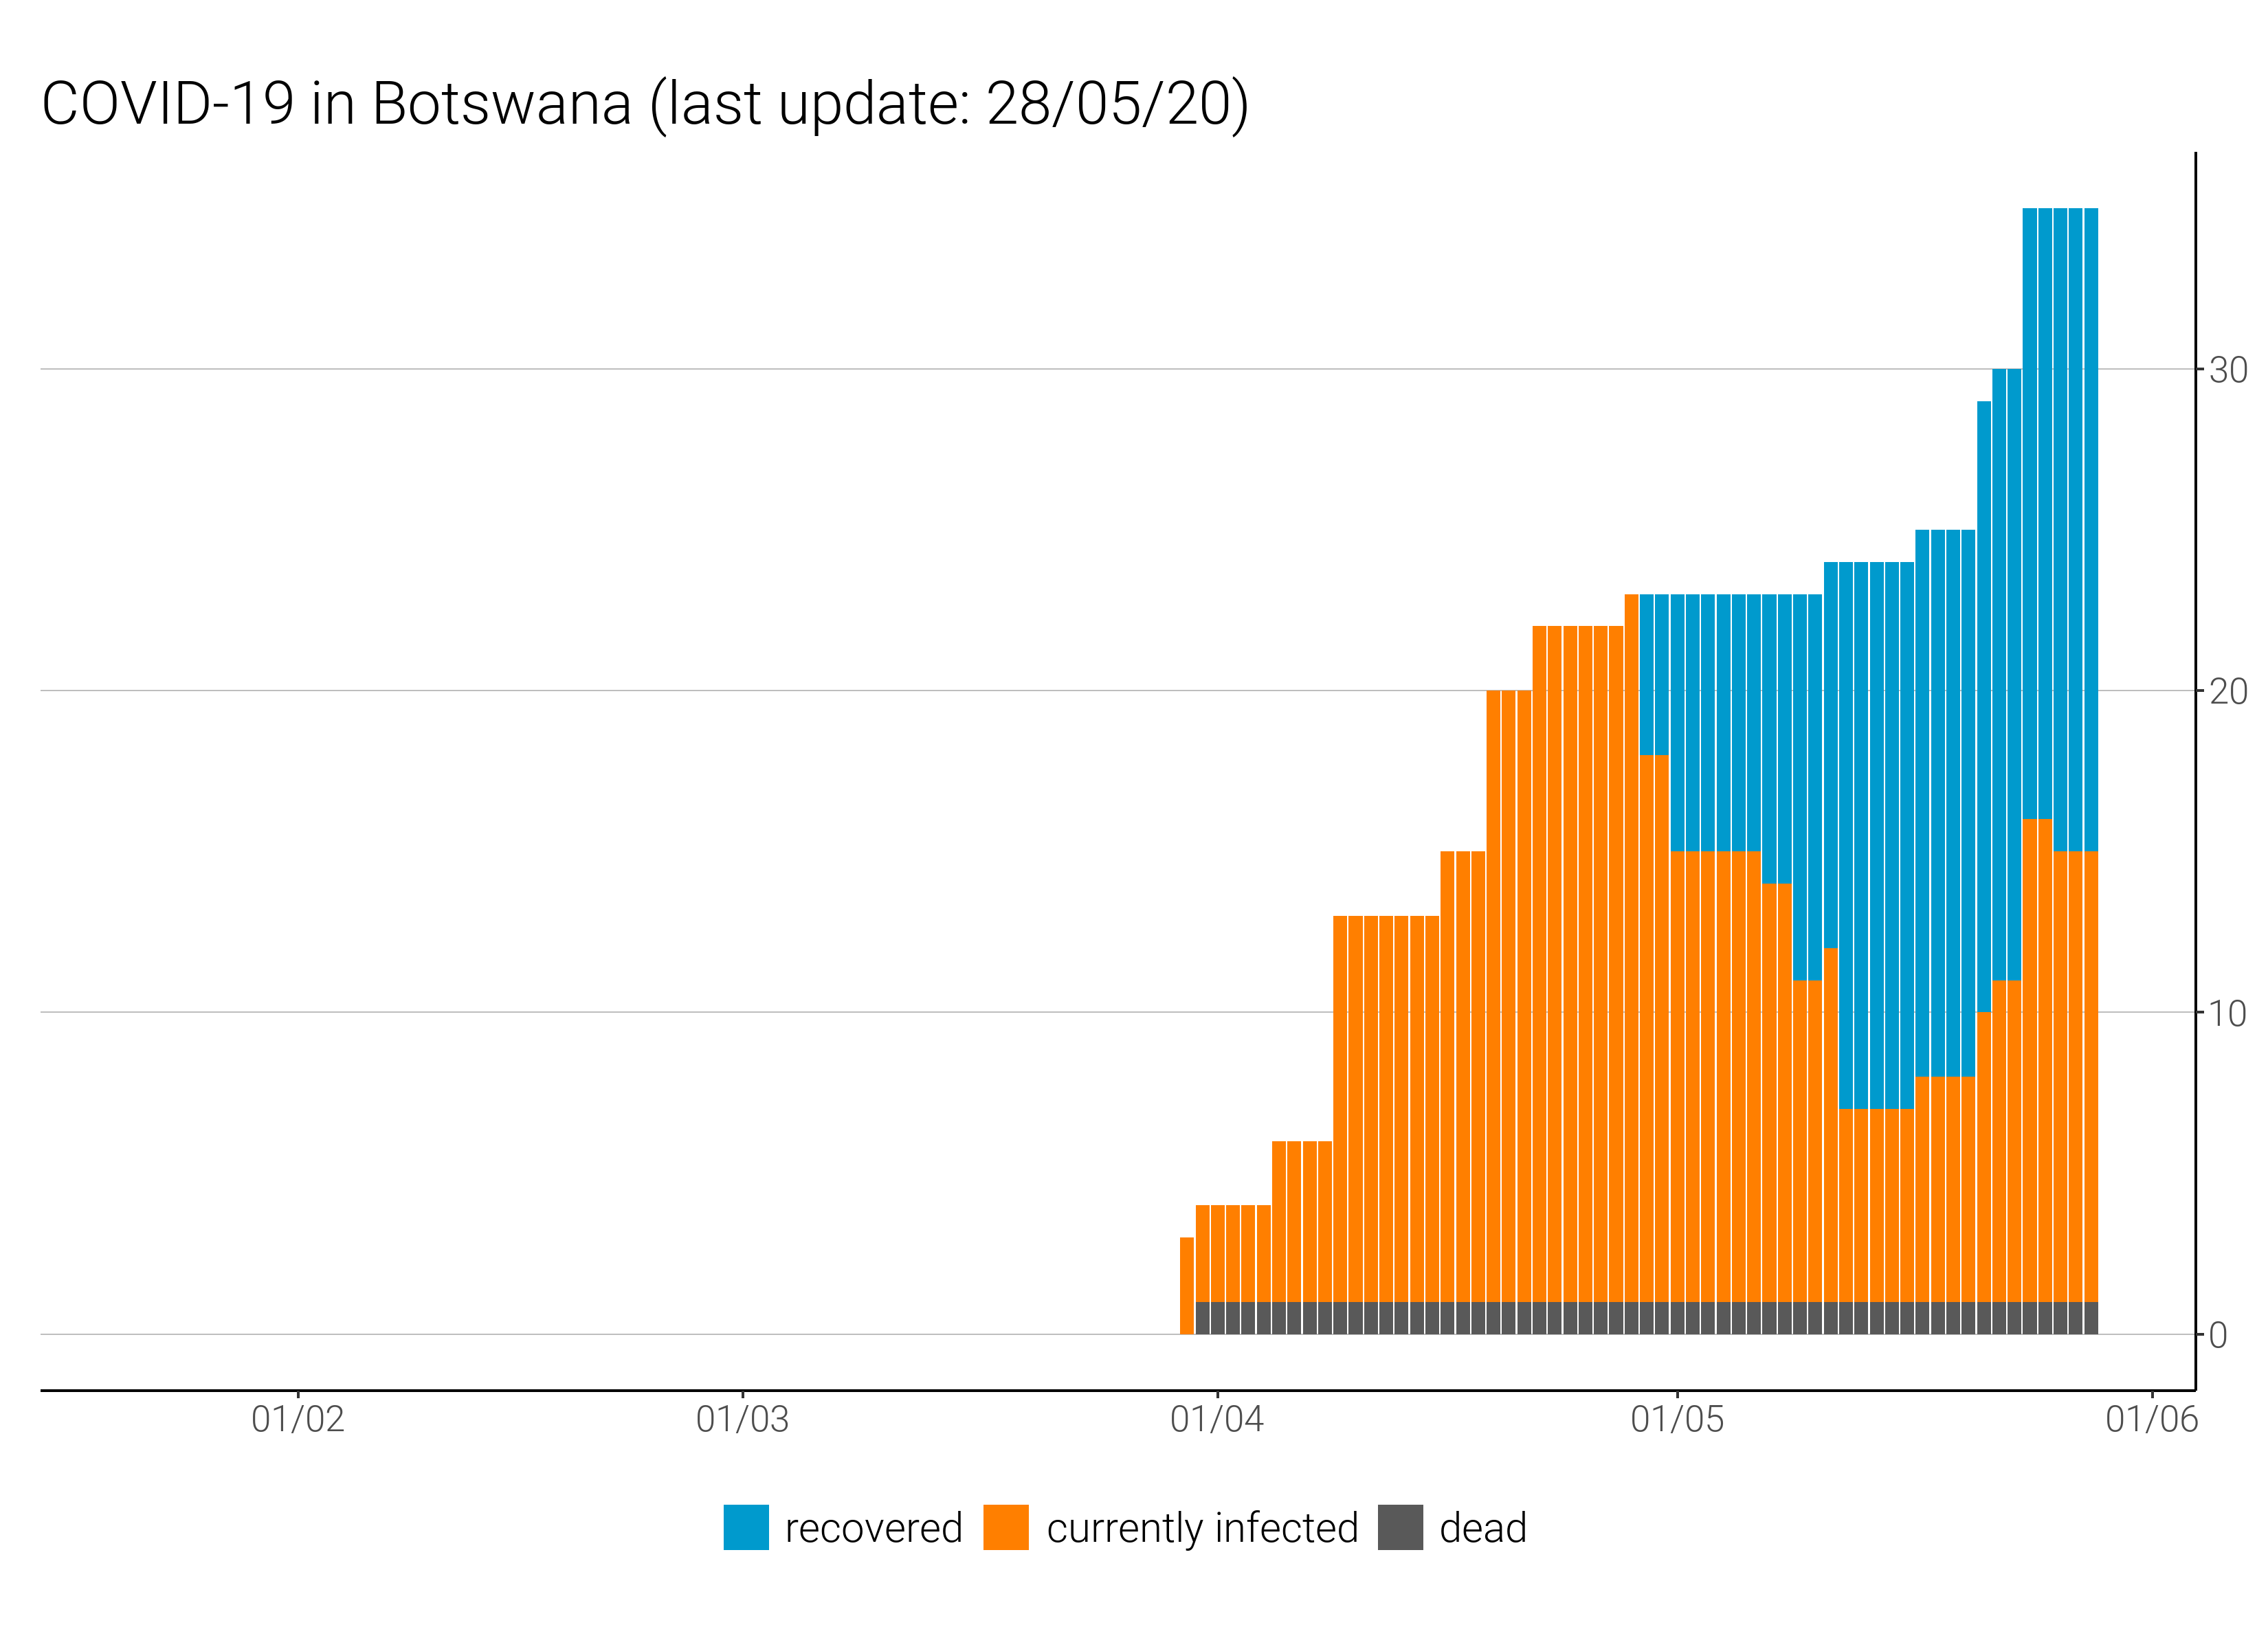 COVID-19 in Botswana (last update: 28/05/20)
30
20
10
0
01/02 01/03 01/04 01/05 01/06
recovered currently infected dead